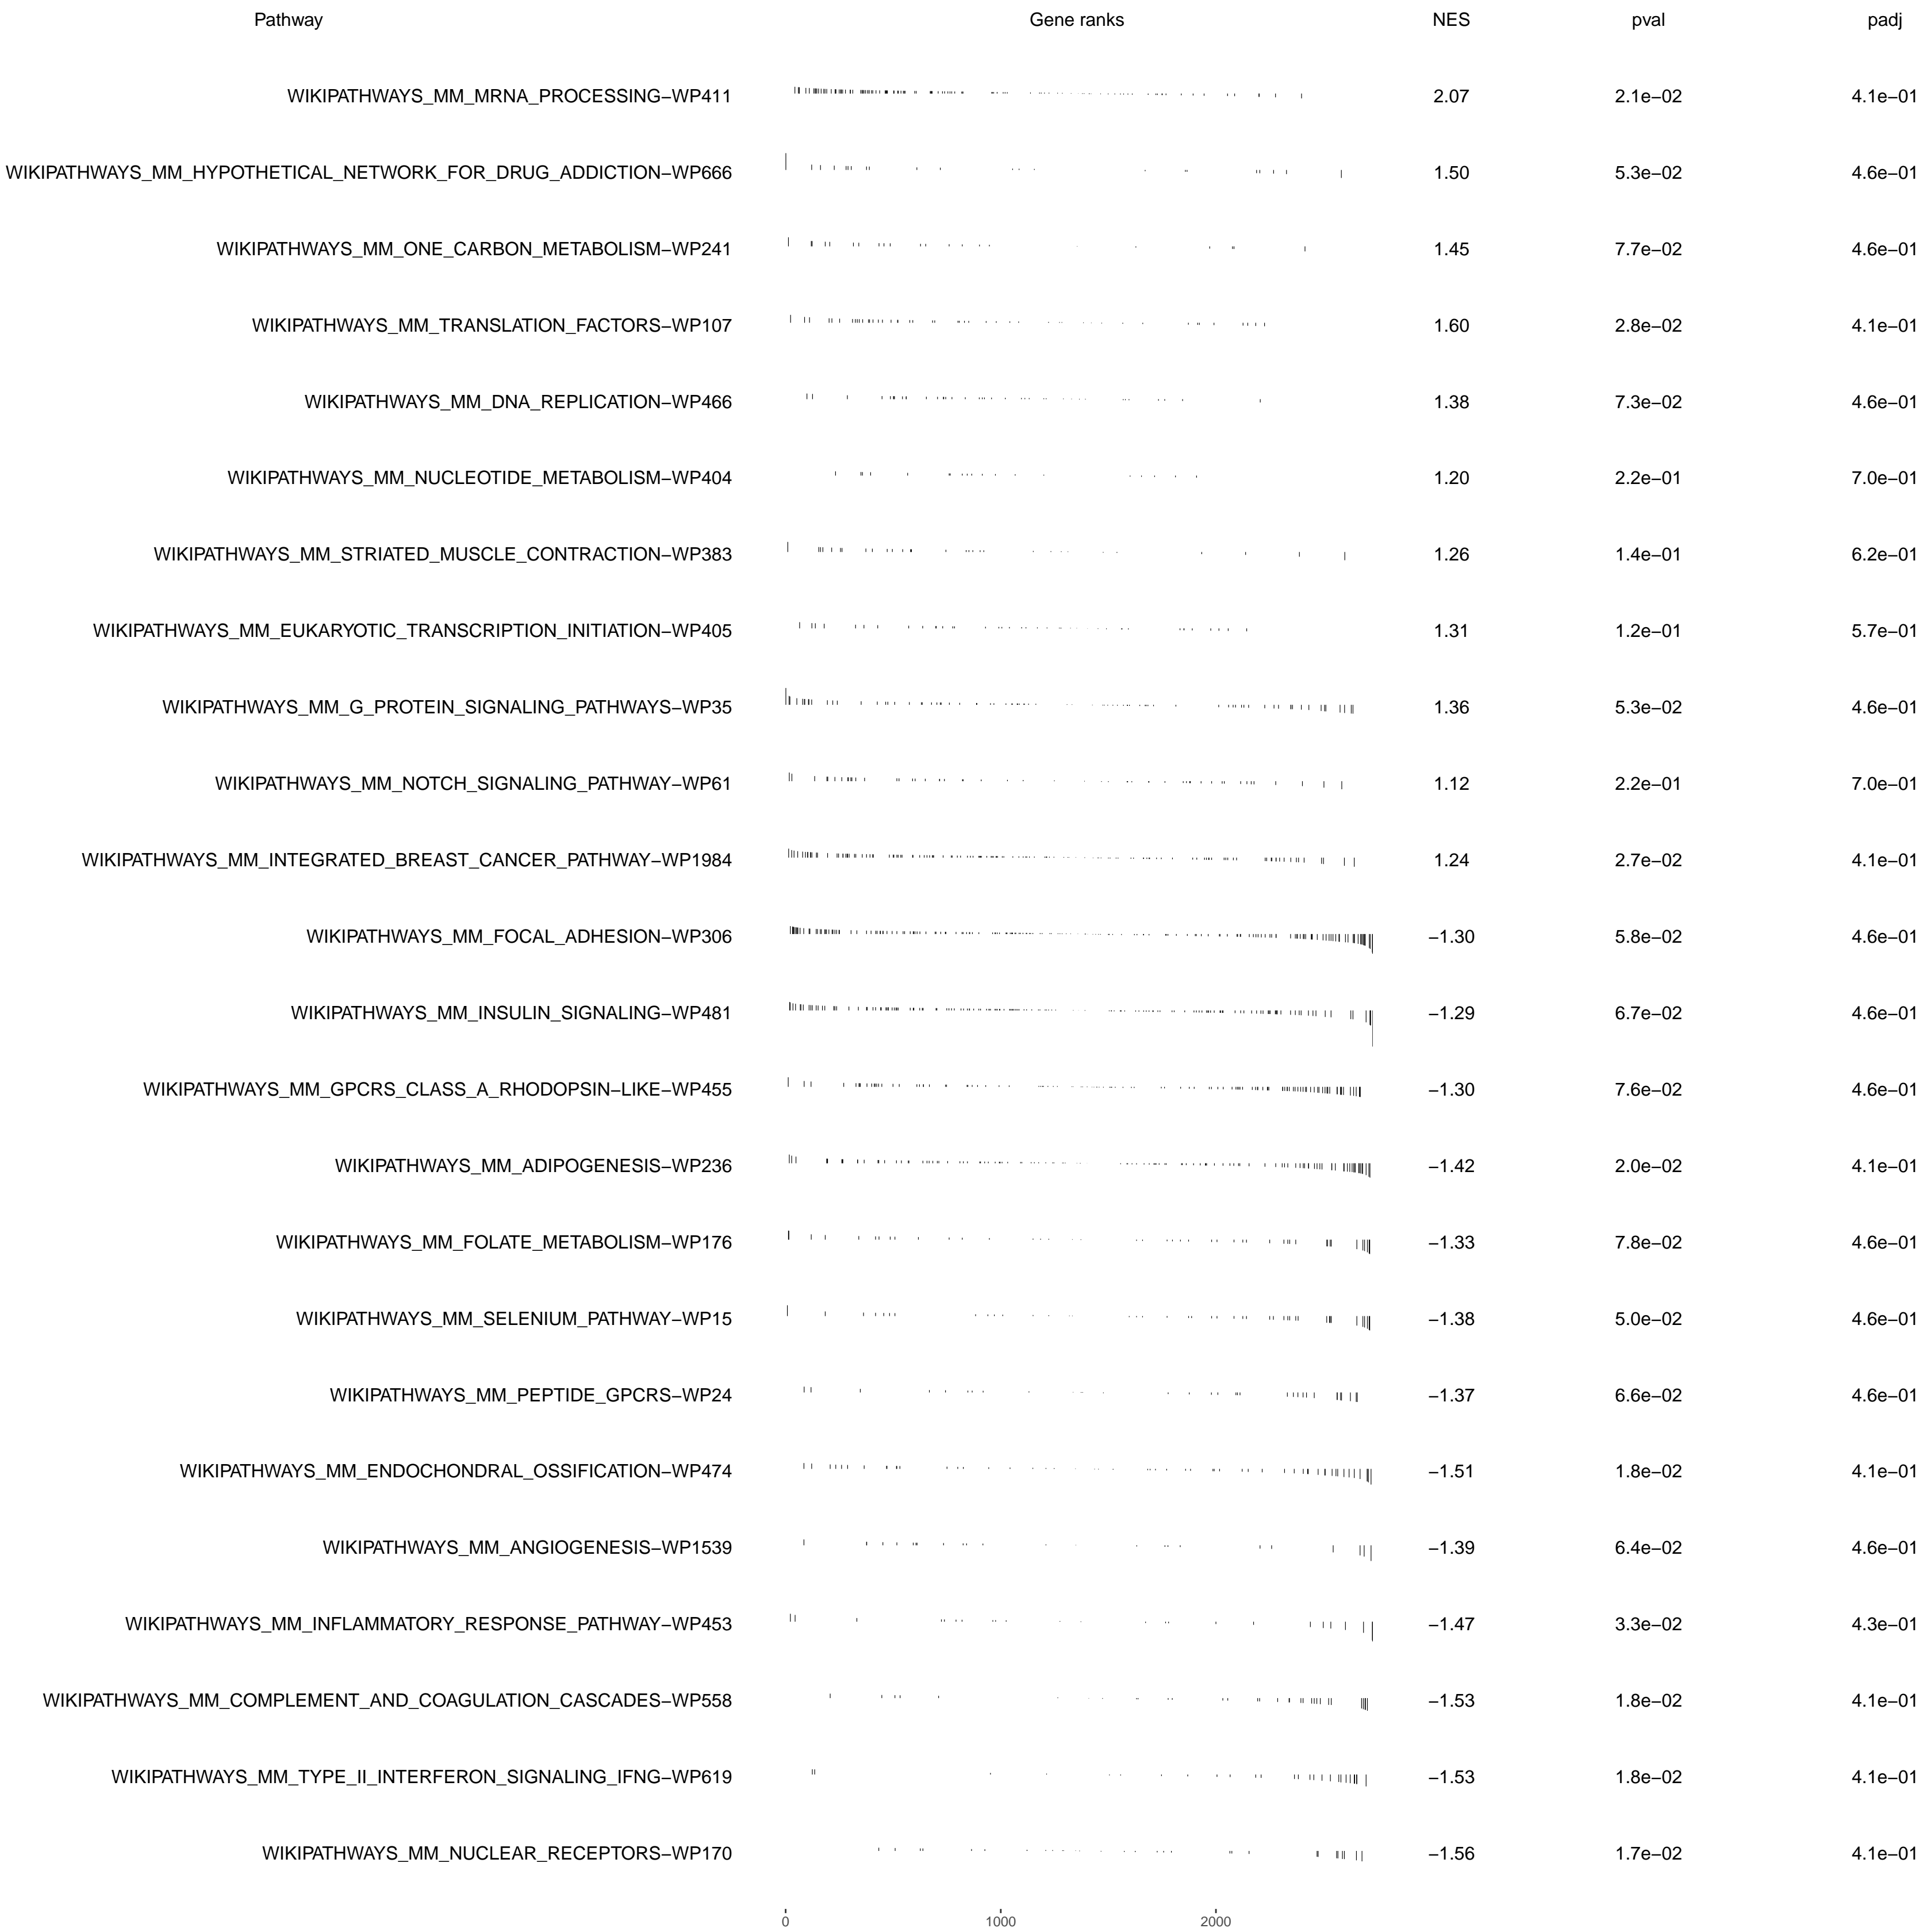 Pathway Gene ranks NES pval padj
WIKIPATHWAYS_MM_MRNA_PROCESSING−WP411 2.07 2.1e−02 4.1e−01
WIKIPATHWAYS_MM_HYPOTHETICAL_NETWORK_FOR_DRUG_ADDICTION−WP666 1.50 5.3e−02 4.6e−01
WIKIPATHWAYS_MM_ONE_CARBON_METABOLISM−WP241 1.45 7.7e−02 4.6e−01
WIKIPATHWAYS_MM_TRANSLATION_FACTORS−WP107 1.60 2.8e−02 4.1e−01
WIKIPATHWAYS_MM_DNA_REPLICATION−WP466 1.38 7.3e−02 4.6e−01
WIKIPATHWAYS_MM_NUCLEOTIDE_METABOLISM−WP404 1.20 2.2e−01 7.0e−01
WIKIPATHWAYS_MM_STRIATED_MUSCLE_CONTRACTION−WP383 1.26 1.4e−01 6.2e−01
WIKIPATHWAYS_MM_EUKARYOTIC_TRANSCRIPTION_INITIATION−WP405 1.31 1.2e−01 5.7e−01
WIKIPATHWAYS_MM_G_PROTEIN_SIGNALING_PATHWAYS−WP35 1.36 5.3e−02 4.6e−01
WIKIPATHWAYS_MM_NOTCH_SIGNALING_PATHWAY−WP61 1.12 2.2e−01 7.0e−01
WIKIPATHWAYS_MM_INTEGRATED_BREAST_CANCER_PATHWAY−WP1984 1.24 2.7e−02 4.1e−01
WIKIPATHWAYS_MM_FOCAL_ADHESION−WP306 −1.30 5.8e−02 4.6e−01
WIKIPATHWAYS_MM_INSULIN_SIGNALING−WP481 −1.29 6.7e−02 4.6e−01
WIKIPATHWAYS_MM_GPCRS_CLASS_A_RHODOPSIN−LIKE−WP455 −1.30 7.6e−02 4.6e−01
WIKIPATHWAYS_MM_ADIPOGENESIS−WP236 −1.42 2.0e−02 4.1e−01
WIKIPATHWAYS_MM_FOLATE_METABOLISM−WP176 −1.33 7.8e−02 4.6e−01
WIKIPATHWAYS_MM_SELENIUM_PATHWAY−WP15 −1.38 5.0e−02 4.6e−01
WIKIPATHWAYS_MM_PEPTIDE_GPCRS−WP24 −1.37 6.6e−02 4.6e−01
WIKIPATHWAYS_MM_ENDOCHONDRAL_OSSIFICATION−WP474 −1.51 1.8e−02 4.1e−01
WIKIPATHWAYS_MM_ANGIOGENESIS−WP1539 −1.39 6.4e−02 4.6e−01
WIKIPATHWAYS_MM_INFLAMMATORY_RESPONSE_PATHWAY−WP453 −1.47 3.3e−02 4.3e−01
WIKIPATHWAYS_MM_COMPLEMENT_AND_COAGULATION_CASCADES−WP558 −1.53 1.8e−02 4.1e−01
WIKIPATHWAYS_MM_TYPE_II_INTERFERON_SIGNALING_IFNG−WP619 −1.53 1.8e−02 4.1e−01
WIKIPATHWAYS_MM_NUCLEAR_RECEPTORS−WP170 −1.56 1.7e−02 4.1e−01
0 1000 2000